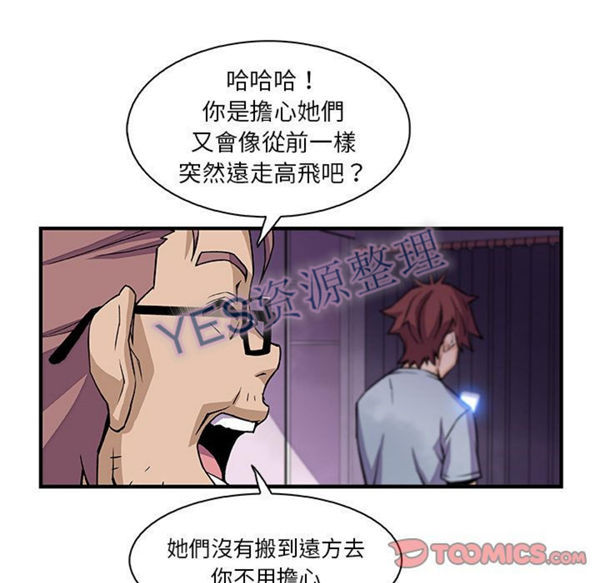 哈哈哈！
你是擔心她們
又會像從前一樣
突然遠走高飛吧？
YES资源整理
她們沒有搬到遠方去
你不用擔心
TOOMICS.com